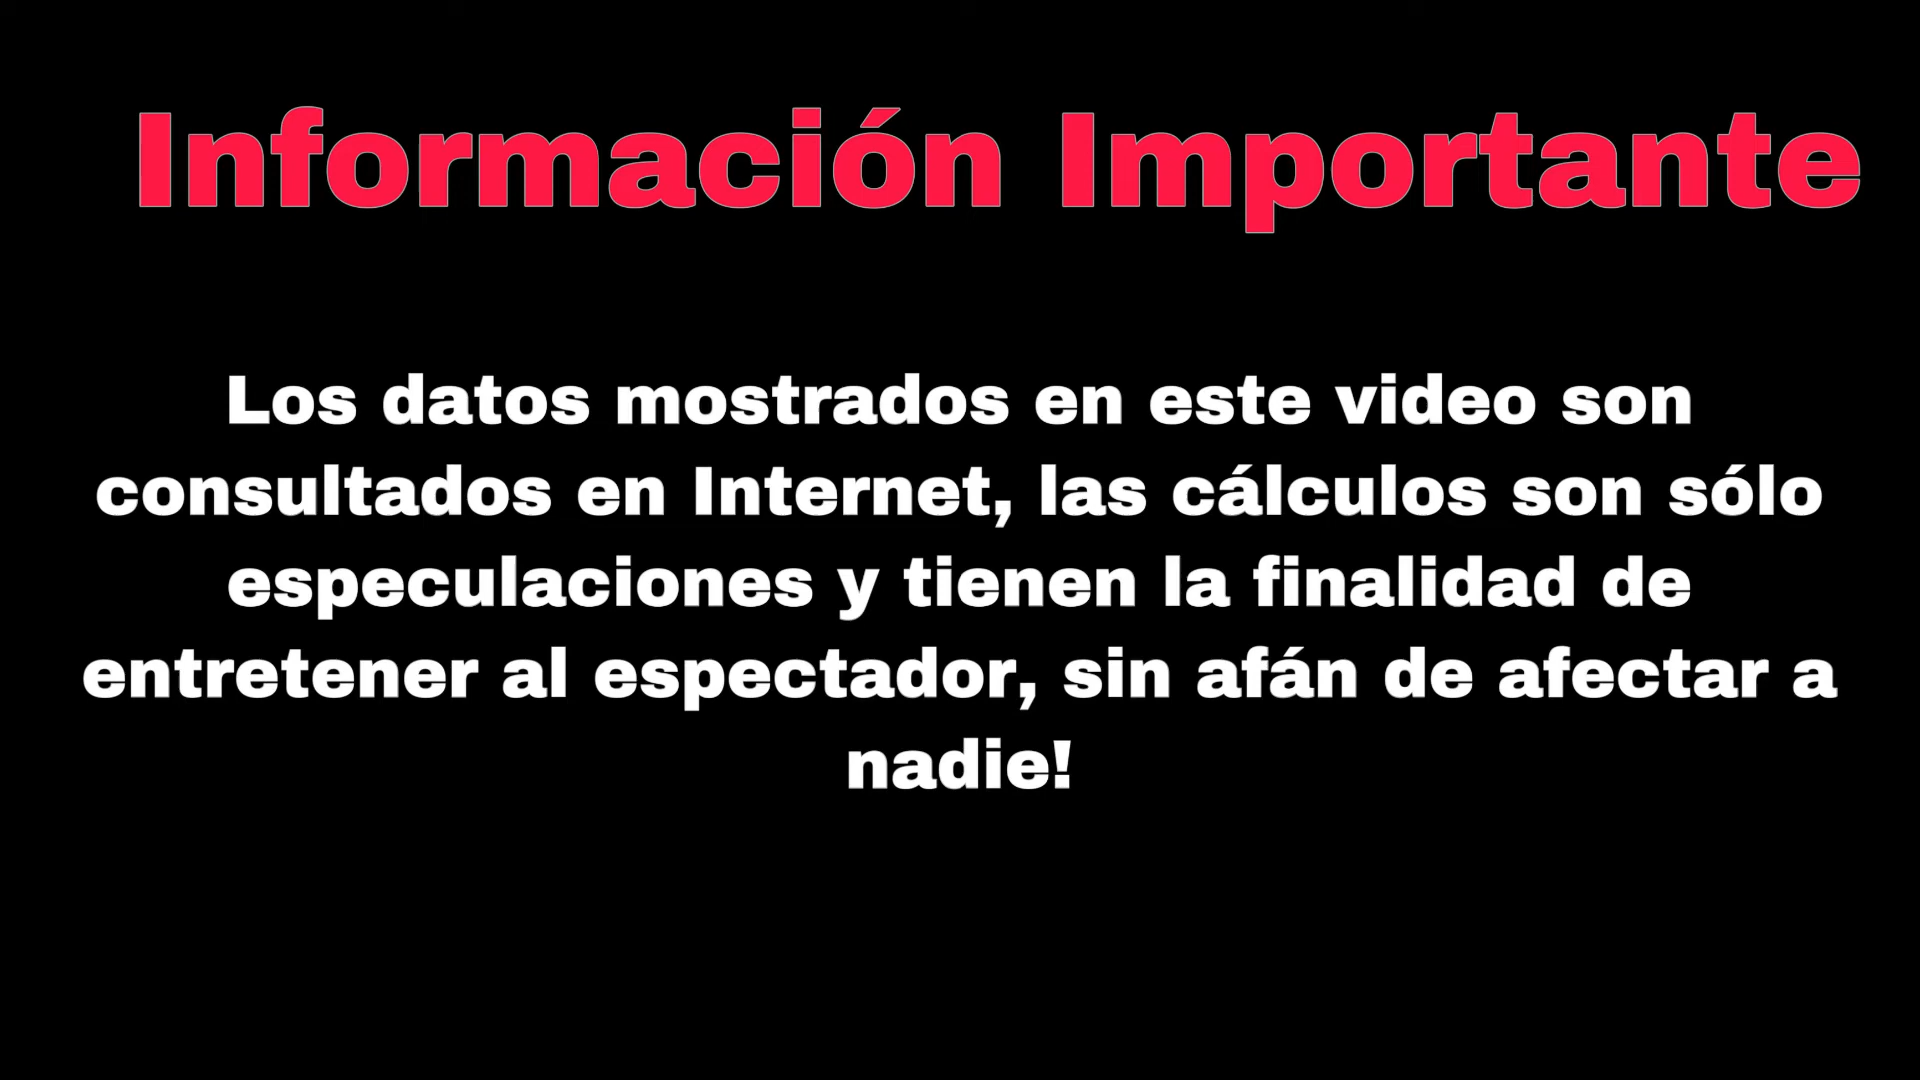 Información Importante
Los datos mostrados en este video son
consultados en Internet, las cálculos son sólo
especulaciones y tienen la finalidad de
entretener al espectador, sin afán de afectar a
nadie!